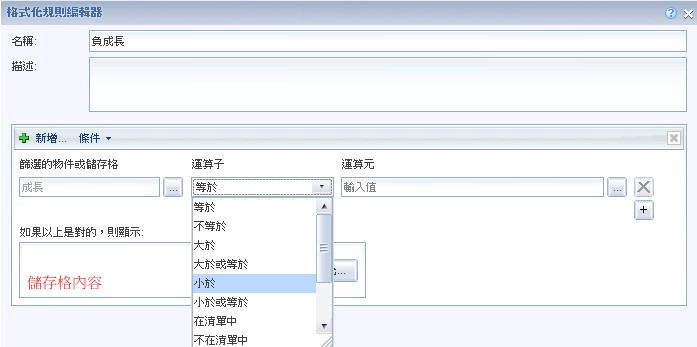 格式化規則編輯器
名稱: 負成長
描述:
新增... 條件
篩選的物件或儲存格 運算子 運算元
成長 ... 等於 輸入值 ...
等於
不等於
大於
大於或等於
小於
小於或等於
在清單中
不在清單中
如果以上是對的，則顯示:
儲存格內容